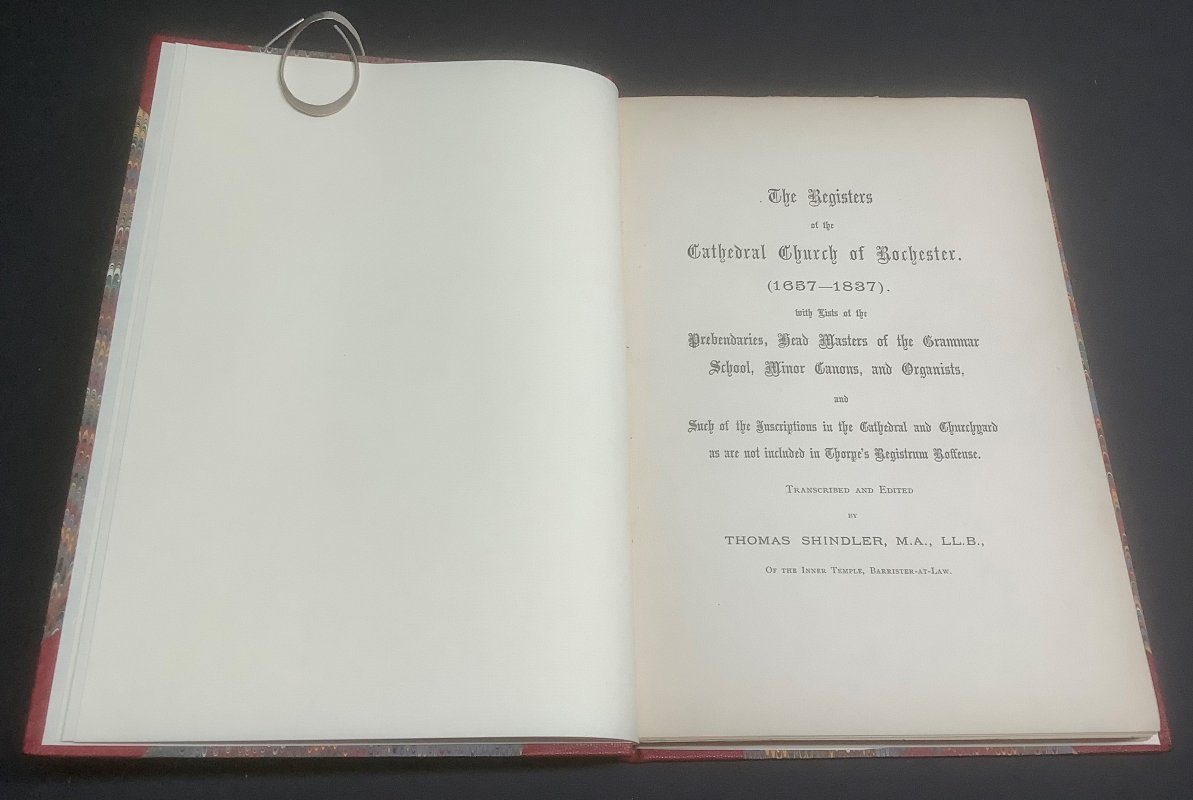 The Registers
of the
Cathedral Church of Rochester.
(1657—1837).
with Lists of the
Prebendaries, Head Masters of the Grammar
School, Minor Canons, and Organists,
and
Such of the Inscriptions in the Cathedral and Churchyard
as are not included in Thorpe's Registrum Roffense.
Transcribed and Edited
by
THOMAS SHINDLER, M.A., LL.B.,
Of the Inner Temple, Barrister-at-Law.